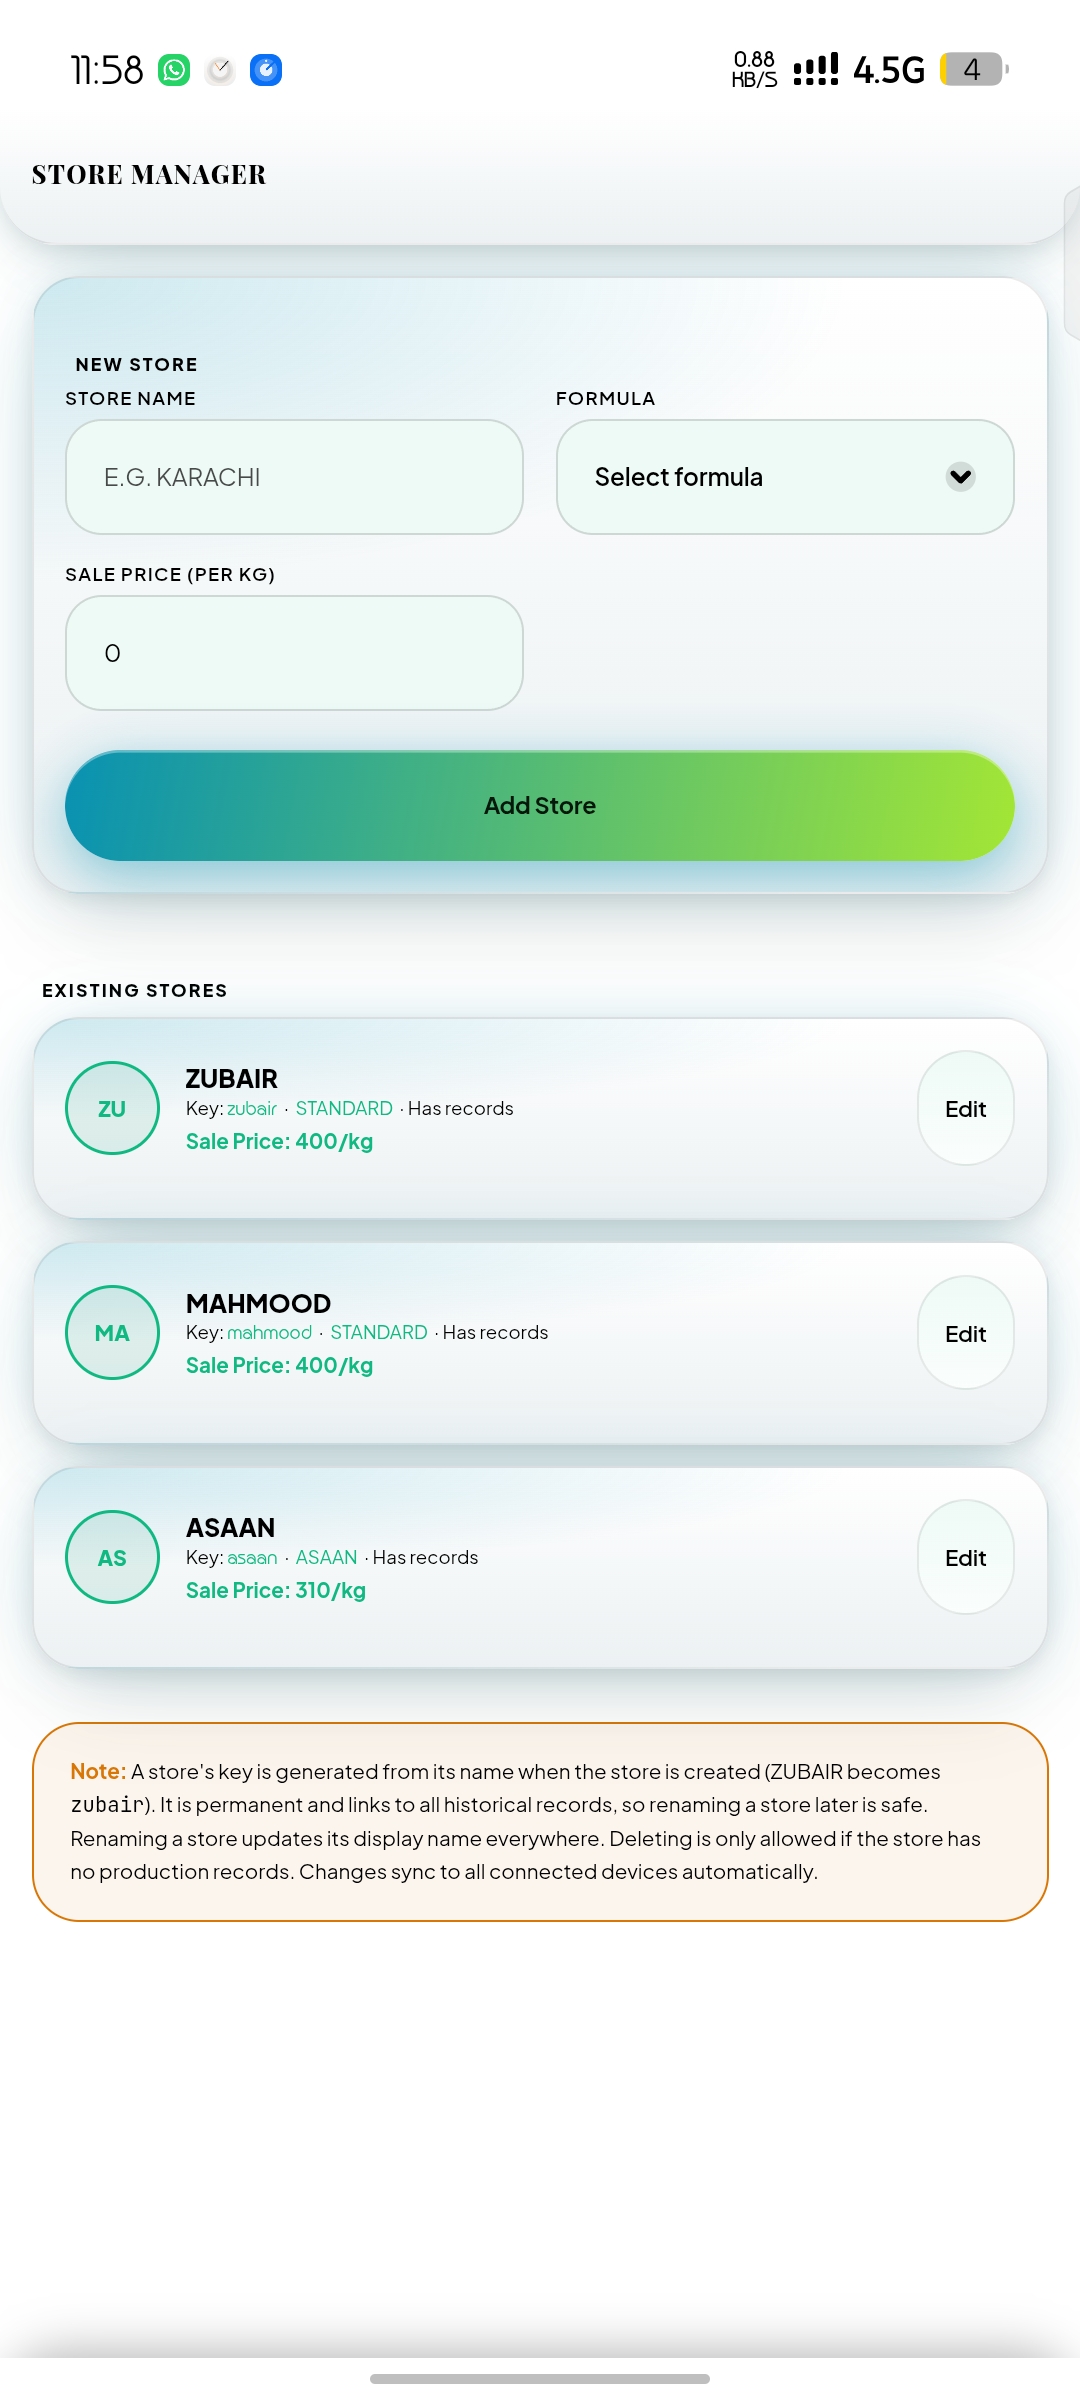 11:58
0.88
KB/S
4.5G
4
STORE MANAGER
NEW STORE
STORE NAME
FORMULA
E.G. KARACHI
Select formula
SALE PRICE (PER KG)
0
Add Store
EXISTING STORES
ZU
ZUBAIR
Key: zubair · STANDARD · Has records
Sale Price: 400/kg
Edit
MA
MAHMOOD
Key: mahmood · STANDARD · Has records
Sale Price: 400/kg
Edit
AS
ASAAN
Key: asaan · ASAAN · Has records
Sale Price: 310/kg
Edit
Note: A store's key is generated from its name when the store is created (ZUBAIR becomes
zubair). It is permanent and links to all historical records, so renaming a store later is safe.
Renaming a store updates its display name everywhere. Deleting is only allowed if the store has
no production records. Changes sync to all connected devices automatically.